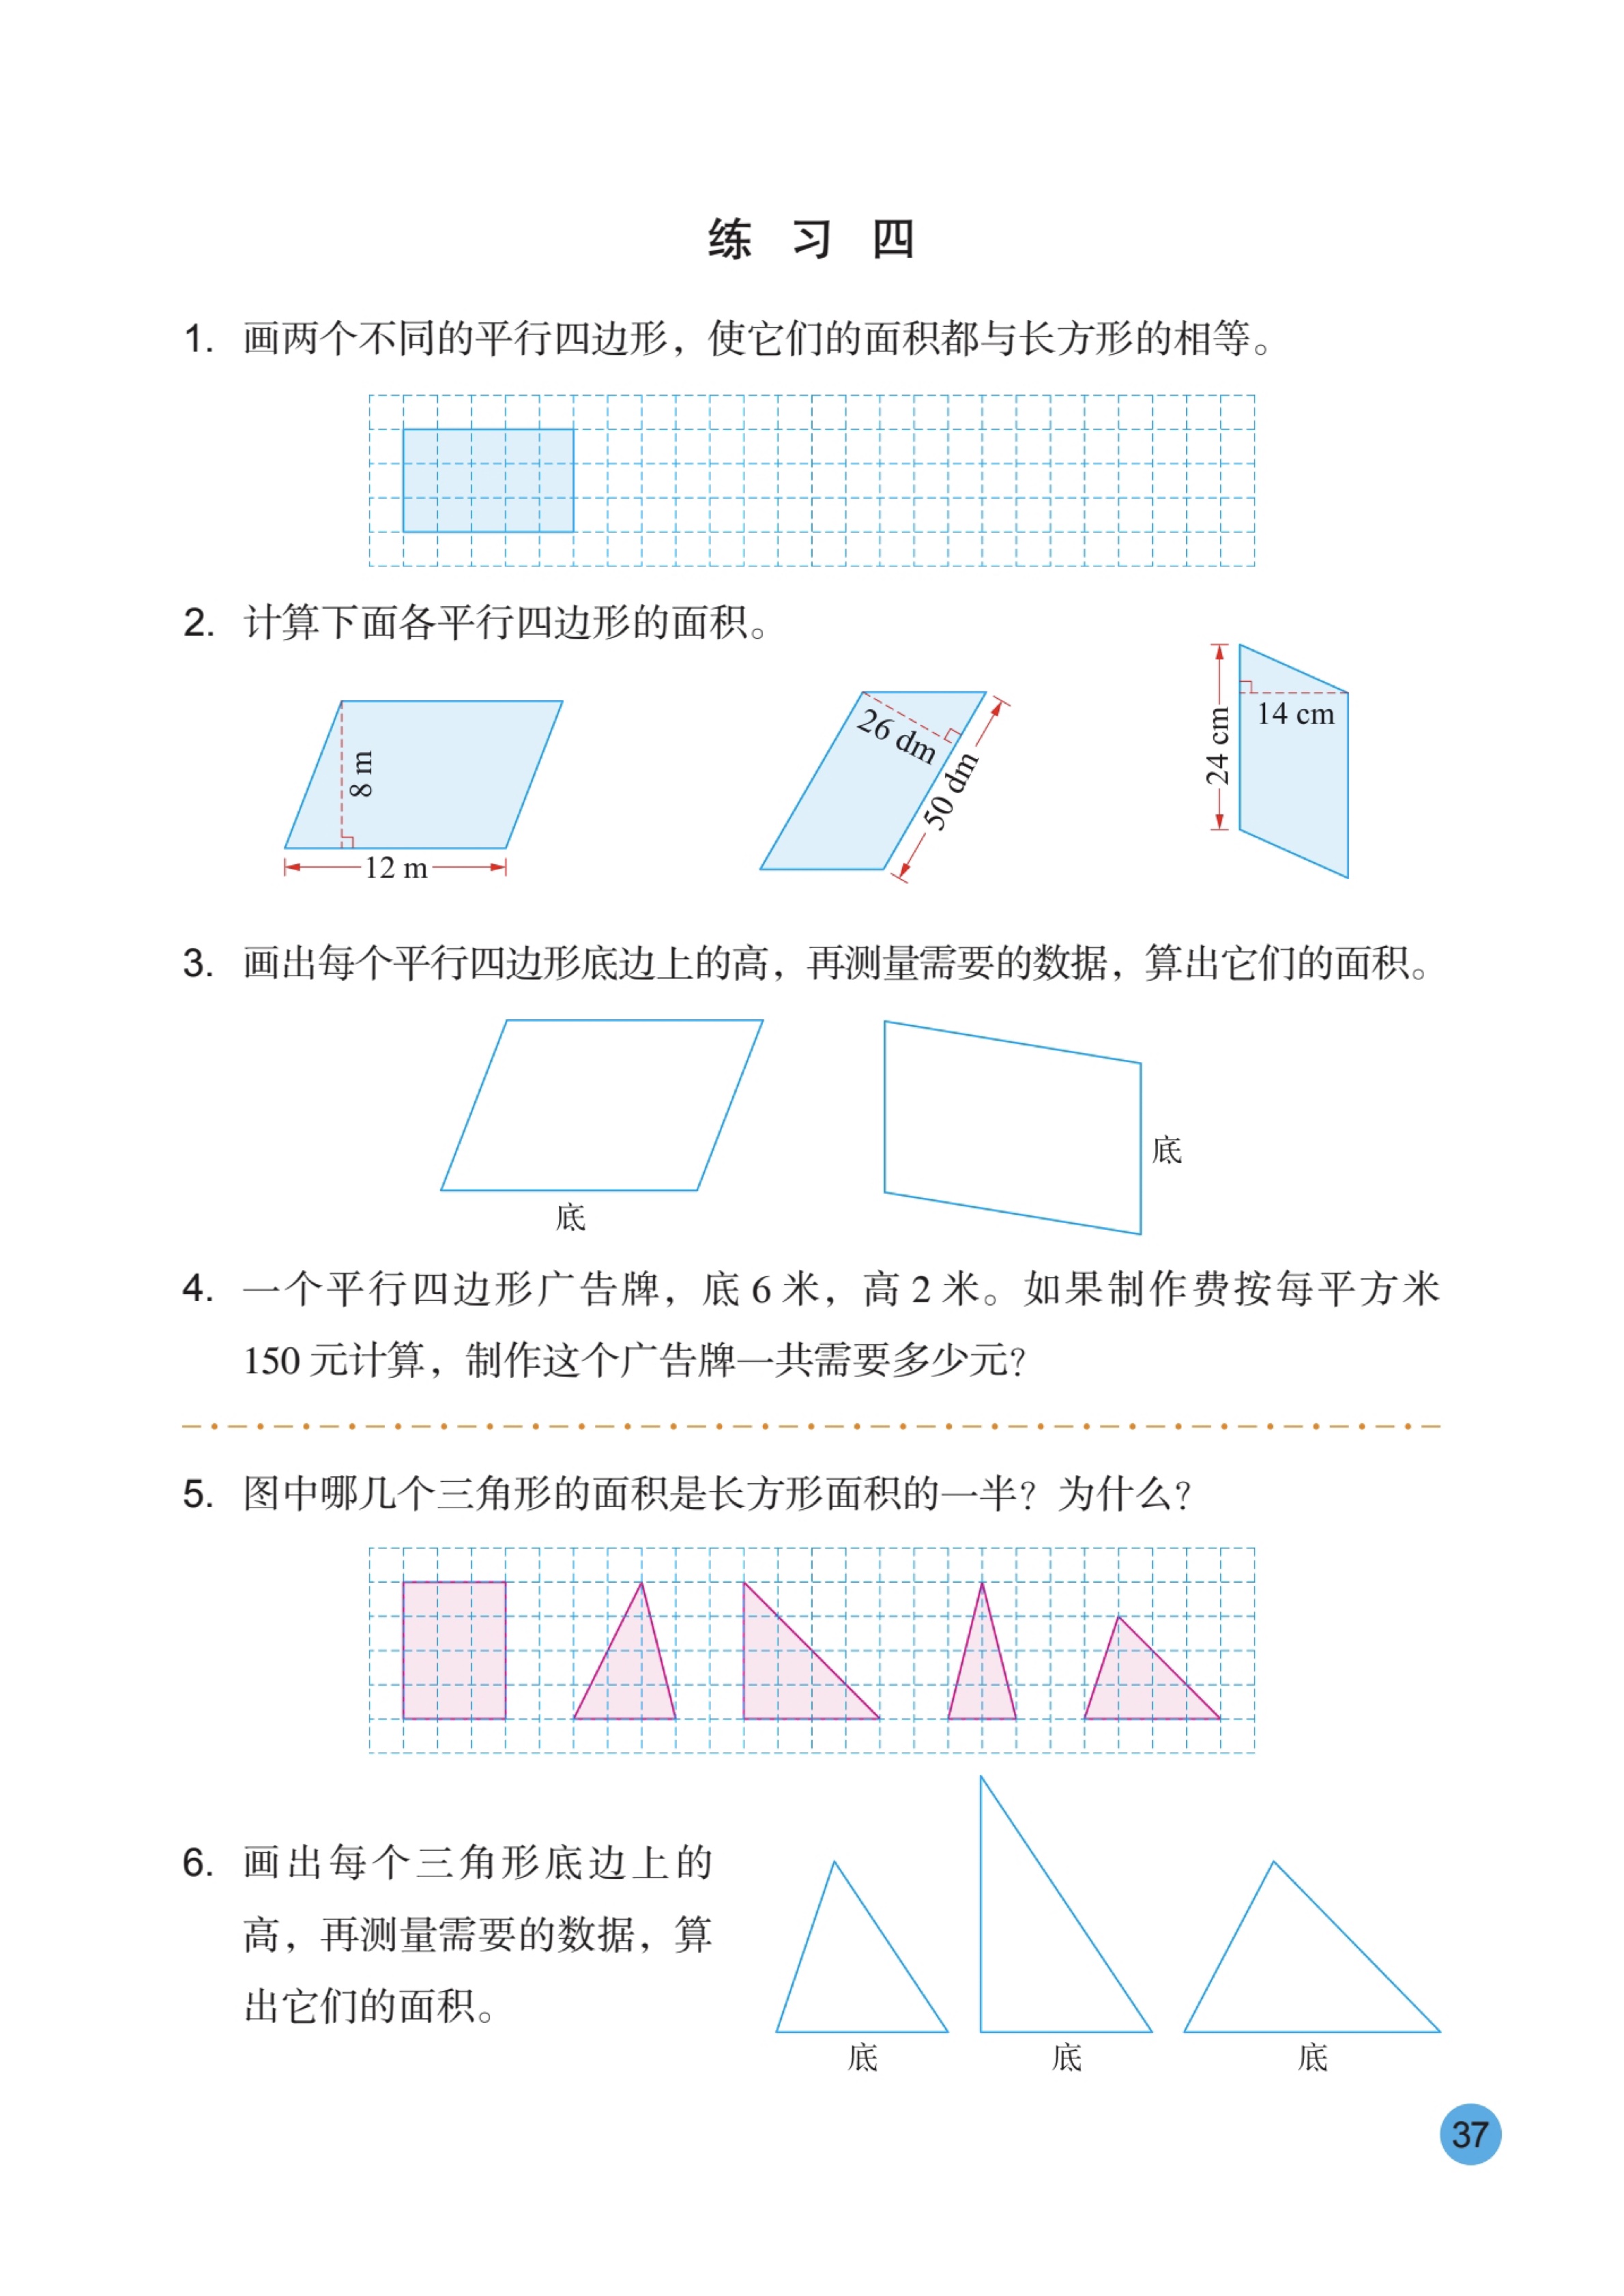 练 习 四
1. 画两个不同的平行四边形，使它们的面积都与长方形的相等。
2. 计算下面各平行四边形的面积。
8 m
12 m
26 dm
50 dm
24 cm
14 cm
3. 画出每个平行四边形底边上的高，再测量需要的数据，算出它们的面积。
底
底
4. 一个平行四边形广告牌，底 6 米，高 2 米。如果制作费按每平方米
150 元计算，制作这个广告牌一共需要多少元？
5. 图中哪几个三角形的面积是长方形面积的一半？为什么？
6. 画出每个三角形底边上的
高，再测量需要的数据，算
出它们的面积。
底
底
底
37